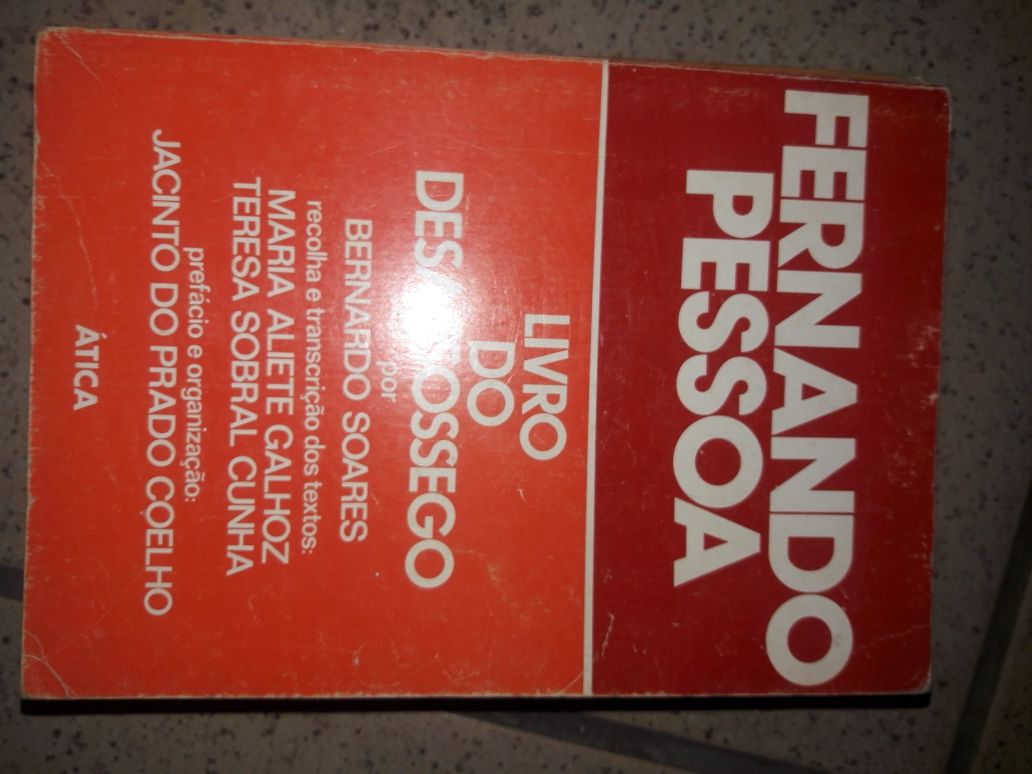 FERNANDO
PESSOA
LIVRO
DO
DESASSOSSEGO
por
BERNARDO SOARES
recolha e transcrição dos textos:
MARIA ALIETE GALHOZ
TERESA SOBRAL CUNHA
prefácio e organização:
JACINTO DO PRADO COELHO
ÁTICA